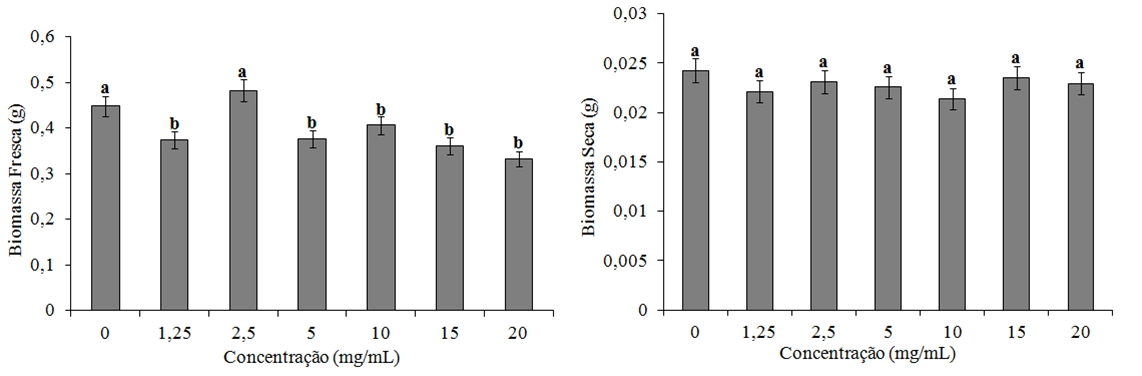 Biomassa Fresca (g)
0,6
0,5
0,4
0,3
0,2
0,1
0
a
b
a
b
b
b
b
0 1,25 2,5 5 10 15 20
Concentração (mg/mL)
Biomassa Seca (g)
0,03
0,025
0,02
0,015
0,01
0,005
0
a
a
a
a
a
a
a
0 1,25 2,5 5 10 15 20
Concentração (mg/mL)